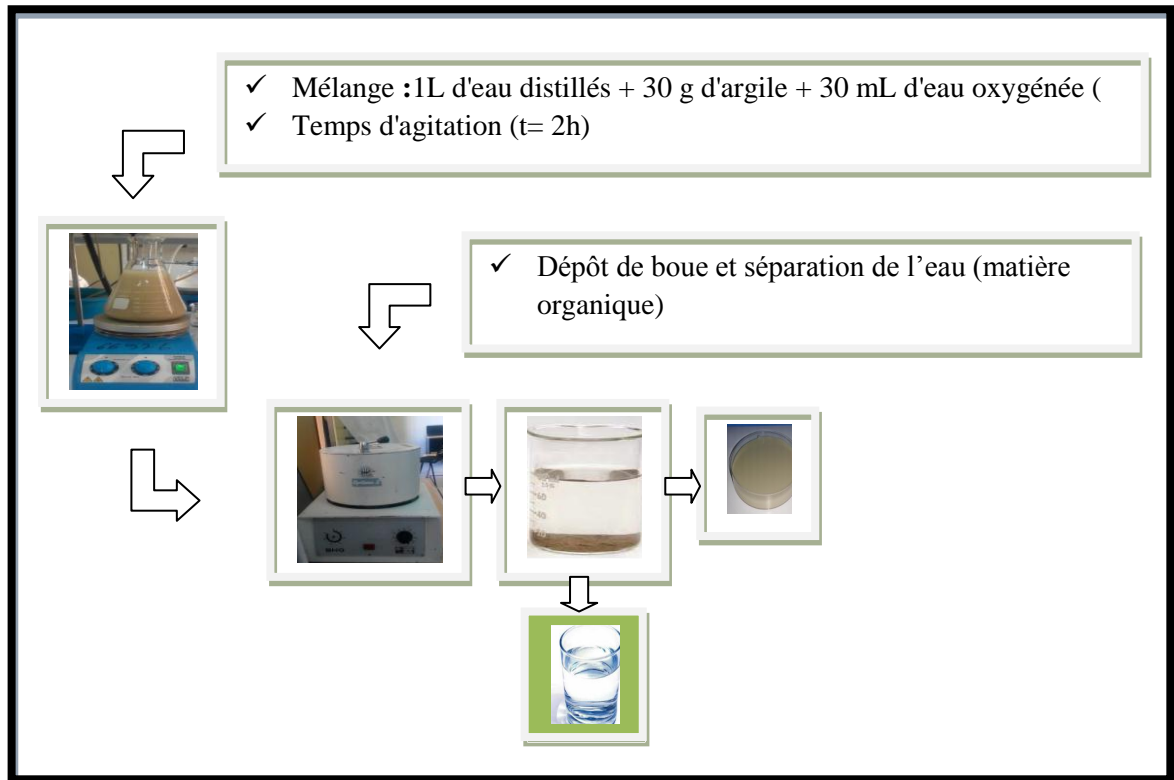 ✓ Mélange :1L d'eau distillés + 30 g d'argile + 30 mL d'eau oxygénée (
✓ Temps d'agitation (t= 2h)
✓ Dépôt de boue et séparation de l’eau (matière
organique)